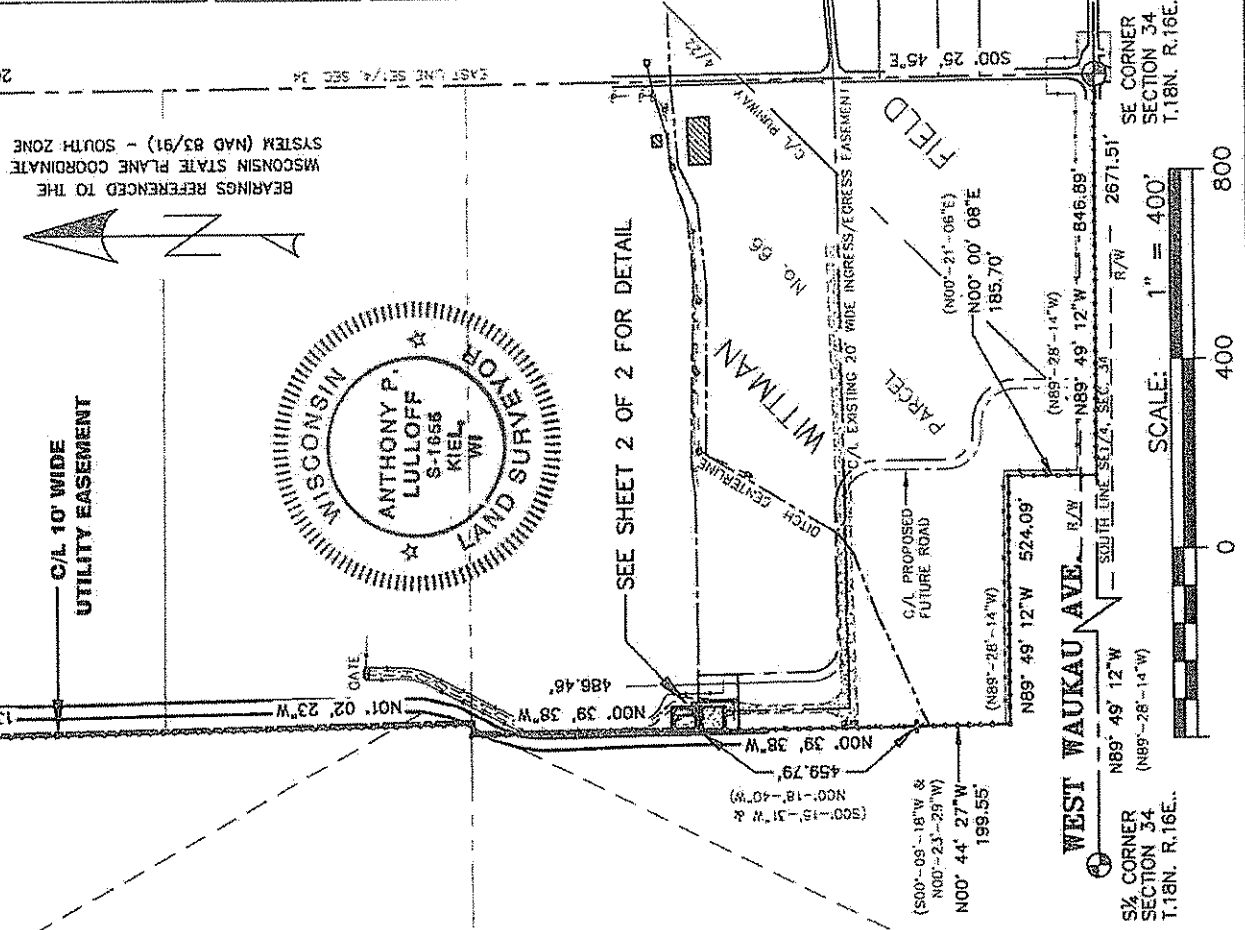 C/L 10' WIDE
UTILITY EASEMENT
EAST LINE SE1/4, SEC 34
BEARINGS REFERENCED TO THE
WISCONSIN STATE PLANE COORDINATE
SYSTEM (NAD 83/91) - SOUTH ZONE
N
WISCONSIN
ANTHONY P.
LULLOFF
S-1656
KIEL,
WI
LAND SURVEYOR
GATE
N01° 02' 23"W
SEE SHEET 2 OF 2 FOR DETAIL
486.46'
N00° 39' 38"W
N00° 39' 38"W
459.79'
(S00°-15'-31"W &
N00°-18'-40"W)
(S00°-09'-18"W &
N00°-23'-29"W)
N00° 44' 27"W
199.55'
DITCH CENTERLINE
C/L RUNWAY
S00° 25' 45"E
WITTMAN
FIELD
PARCEL
No. 86
C/L EXISTING 20' WIDE INGRESS/EGRESS EASEMENT
C/L PROPOSED
FUTURE ROAD
(N00°-21'-06"E)
N00° 00' 08"E
185.70'
(N89°-28'-14"W)
N89° 49' 12"W 524.09'
(N89°-28'-14"W)
N89° 49' 12"W 846.89'
WEST WAUKAU AVE.
R/W
R/W
SOUTH LINE SE1/4, SEC 34
2671.51'
N89° 49' 12"W
(N89°-28'-14"W)
S¼ CORNER
SECTION 34
T.18N. R.16E..
SE CORNER
SECTION 34
T.18N. R.16E.
SCALE: 1" = 400'
0 400 800